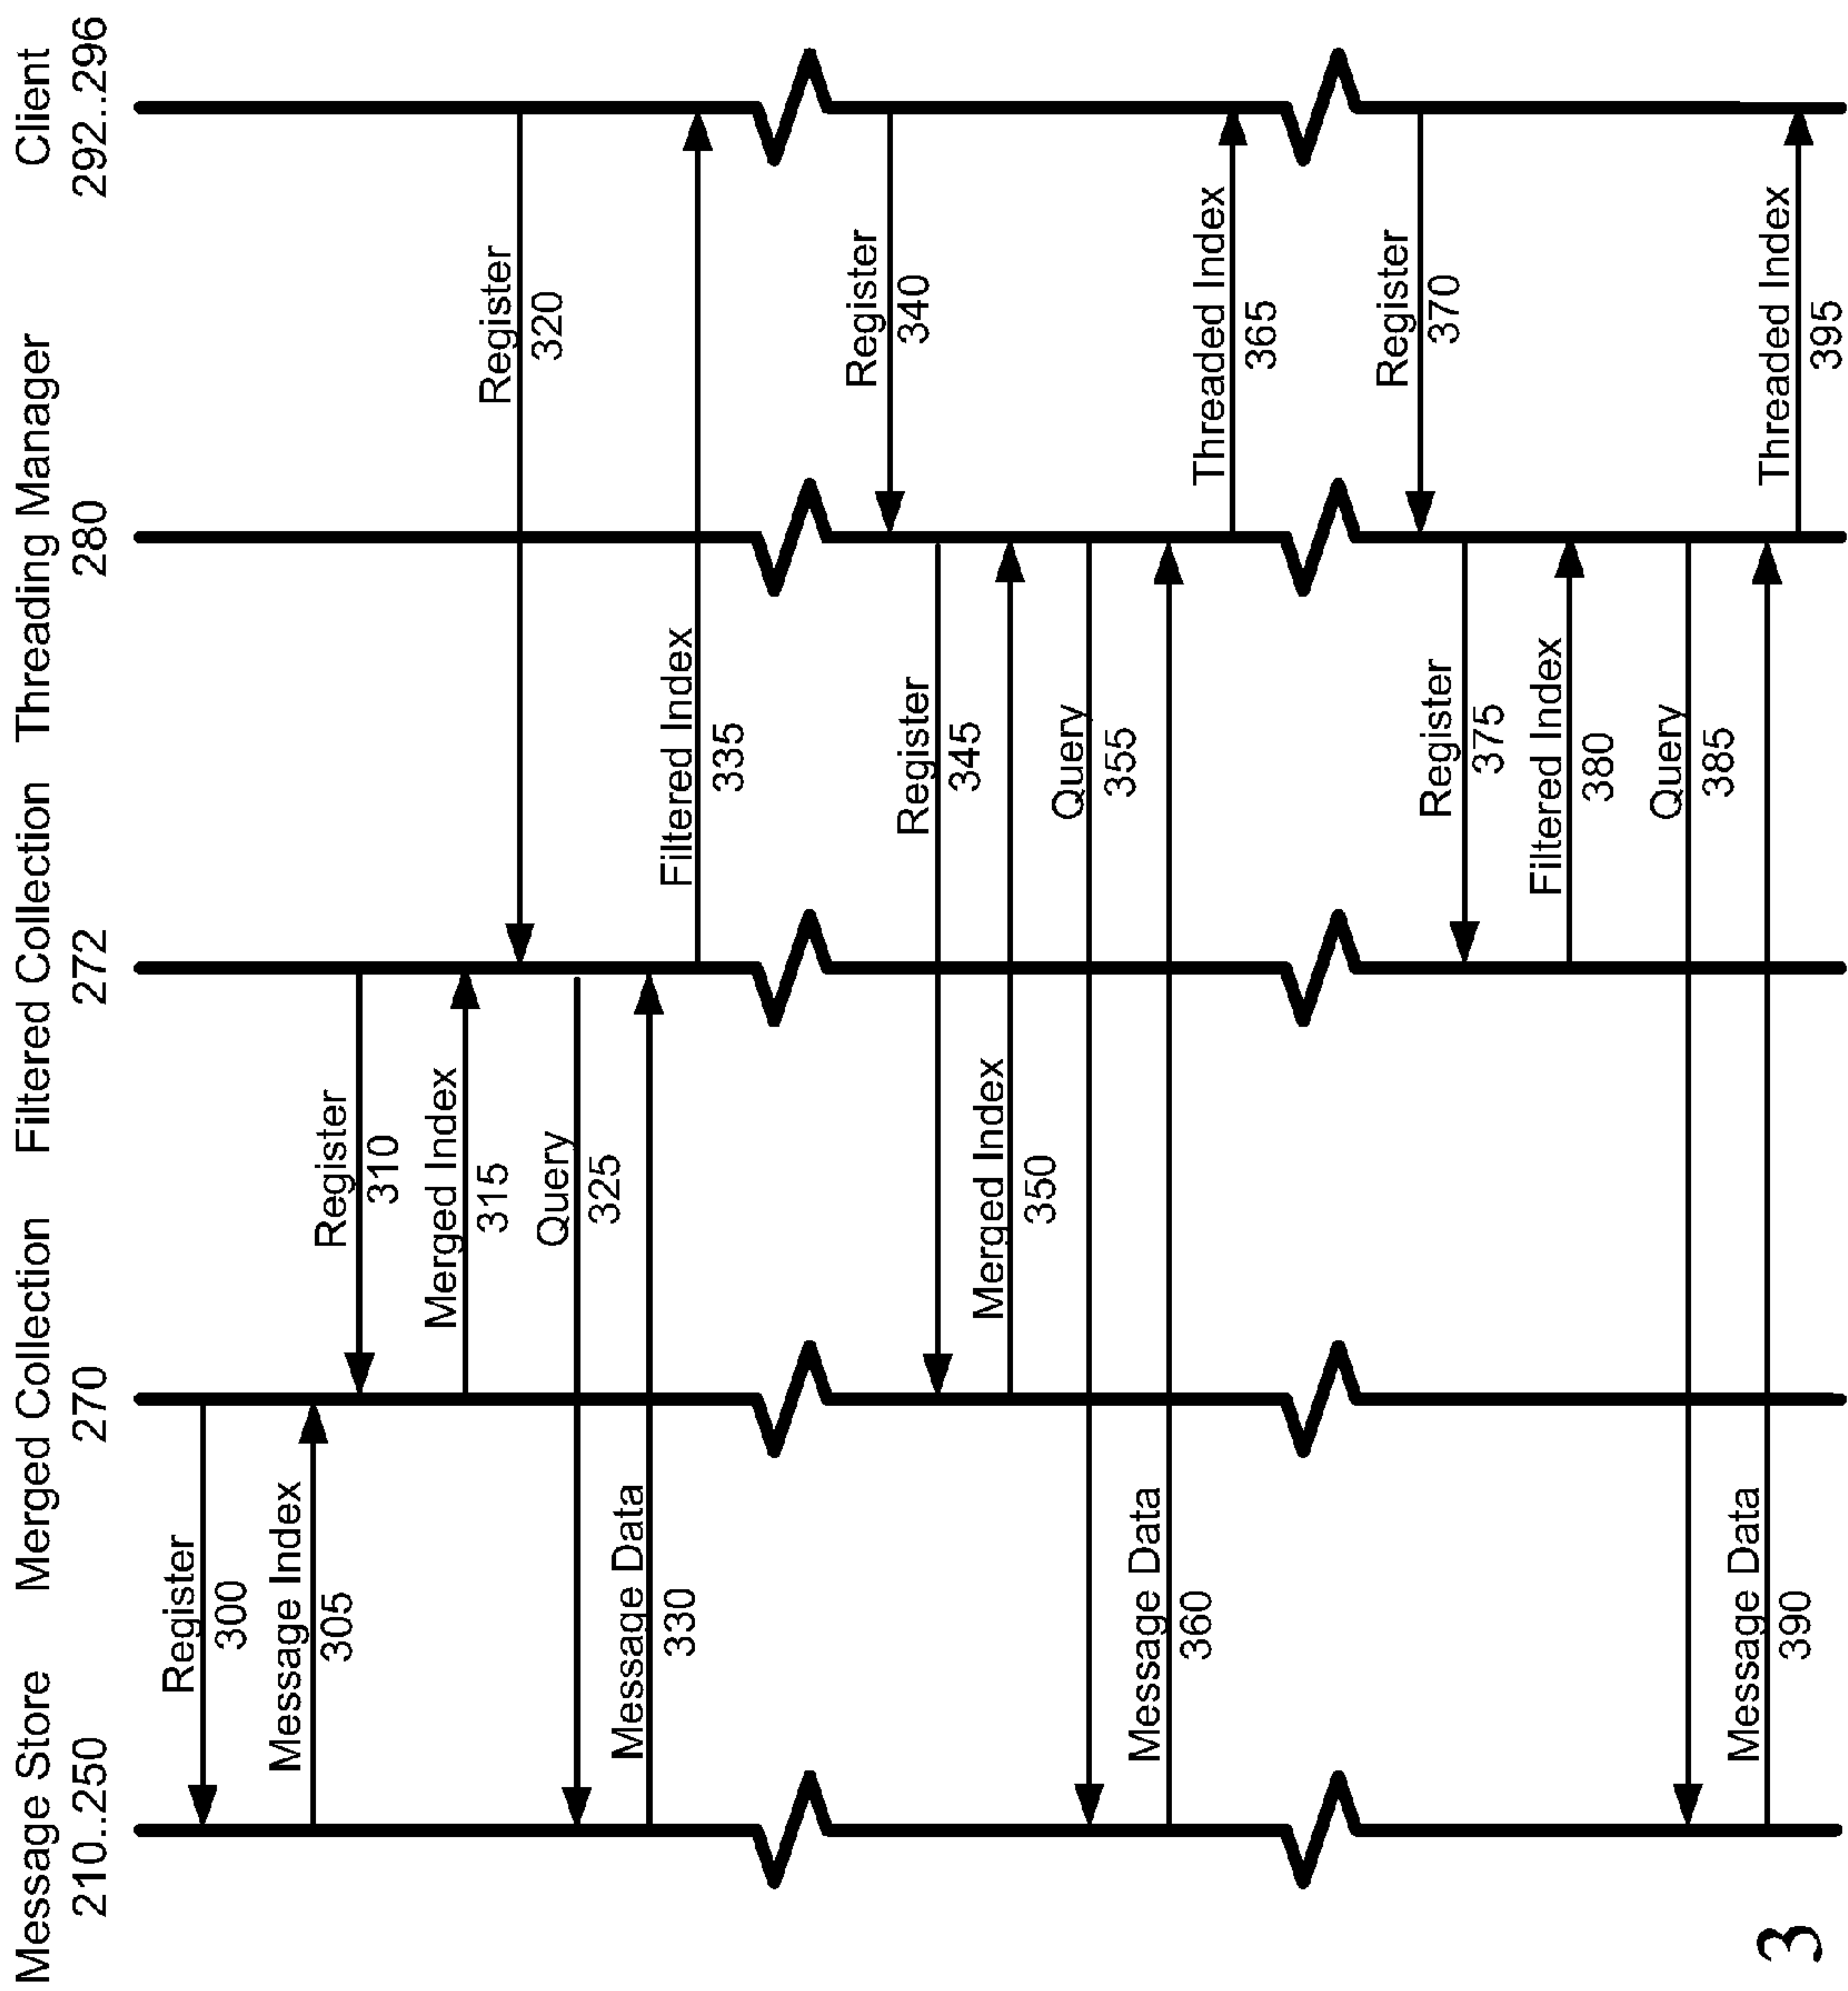 Message Store
210...250
Merged Collection
270
Filtered Collection
272
Threading Manager
280
Client
292...296
Register
300
Message Index
305
Register
310
Merged Index
315
Register
320
Query
325
Message Data
330
Filtered Index
335
Register
340
Register
345
Merged Index
350
Query
355
Message Data
360
Threaded Index
365
Register
370
Register
375
Filtered Index
380
Query
385
Message Data
390
Threaded Index
395
3